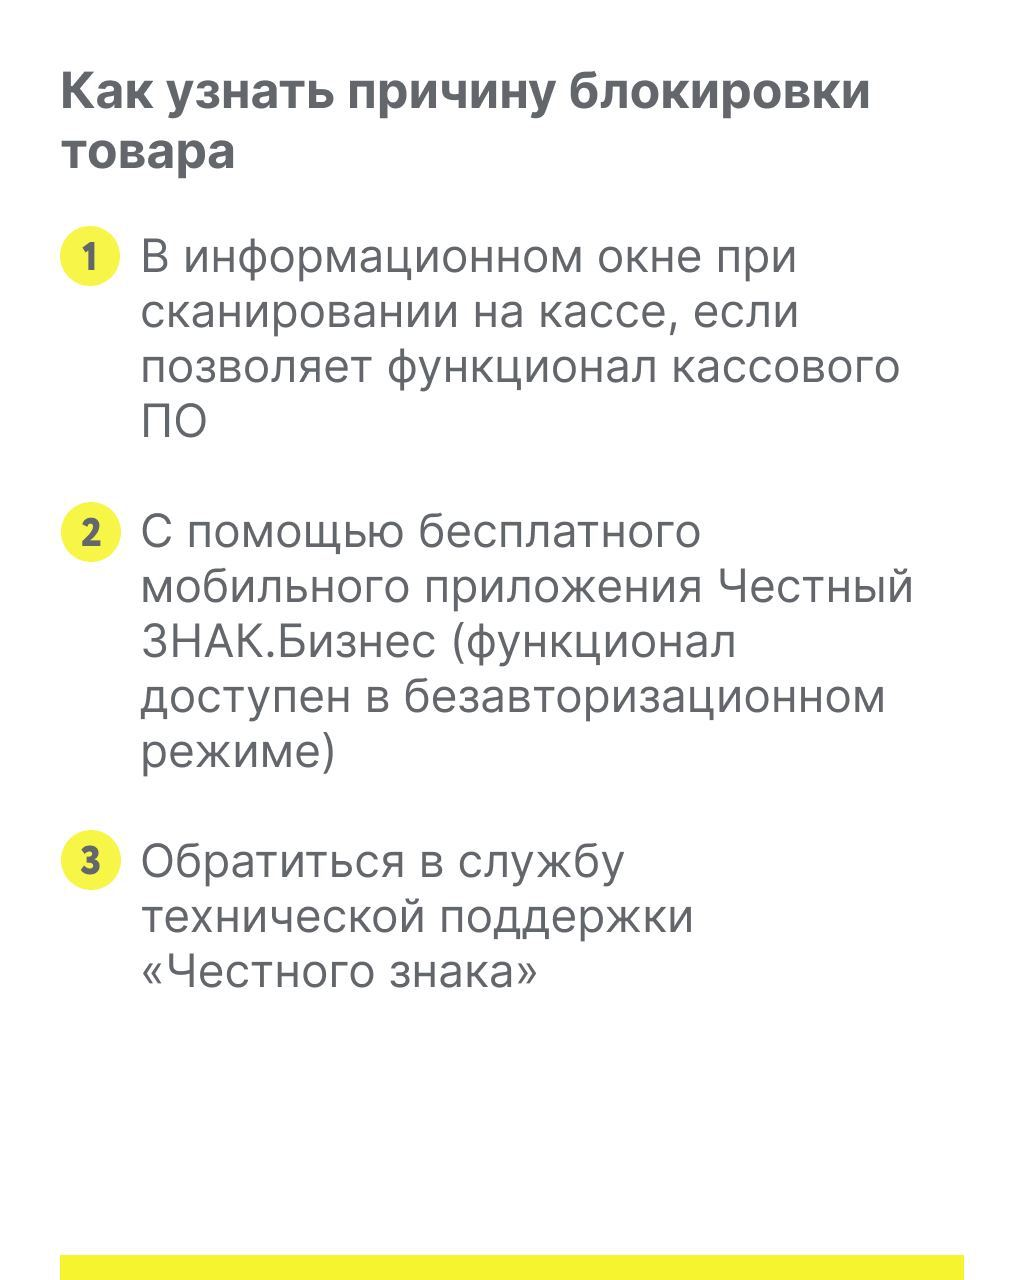 Как узнать причину блокировки
товара
1 В информационном окне при
сканировании на кассе, если
позволяет функционал кассового
ПО
2 С помощью бесплатного
мобильного приложения Честный
ЗНАК.Бизнес (функционал
доступен в безавторизационном
режиме)
3 Обратиться в службу
технической поддержки
«Честного знака»